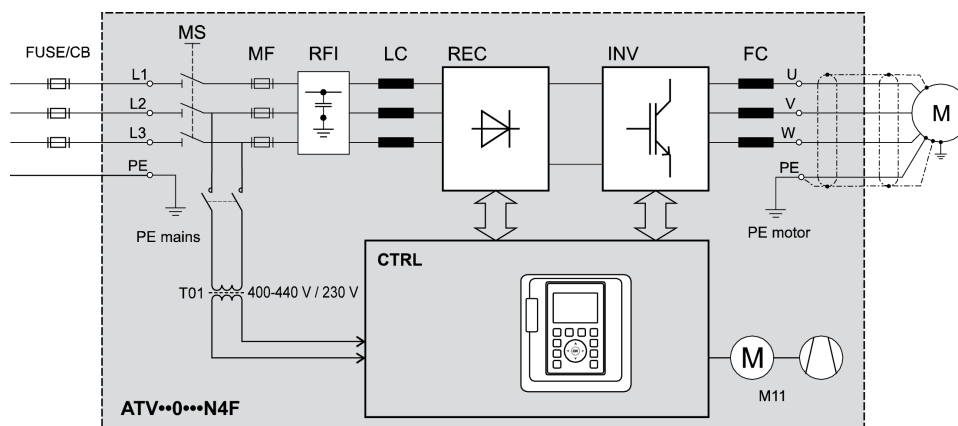 FUSE/CB
MS
MF
RFI
LC
REC
INV
FC
L1
L2
L3
PE
U
V
W
PE
M
PE mains
PE motor
CTRL
T01
400-440 V / 230 V
OK
M
M11
ATV••0•••N4F